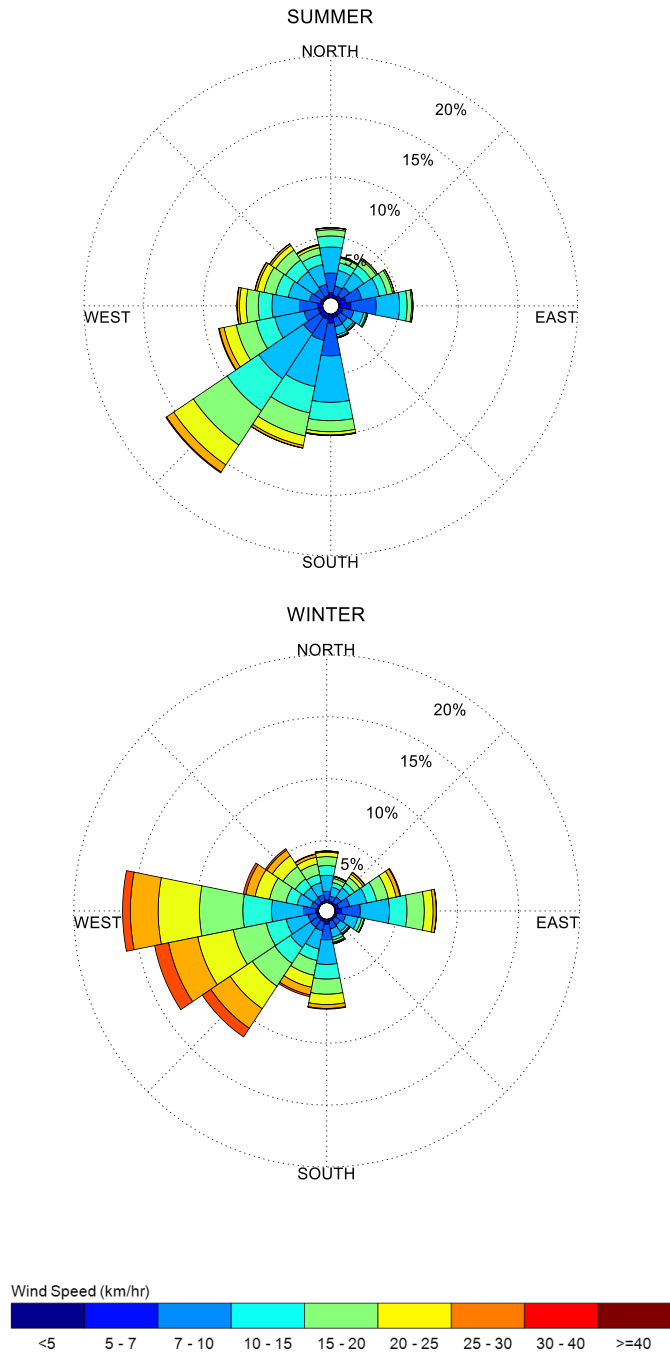 SUMMER
NORTH
20%
15%
10%
5%
WEST
EAST
SOUTH
WINTER
NORTH
20%
15%
10%
5%
WEST
EAST
SOUTH
Wind Speed (km/hr)
<5 5 - 7 7 - 10 10 - 15 15 - 20 20 - 25 25 - 30 30 - 40 >=40